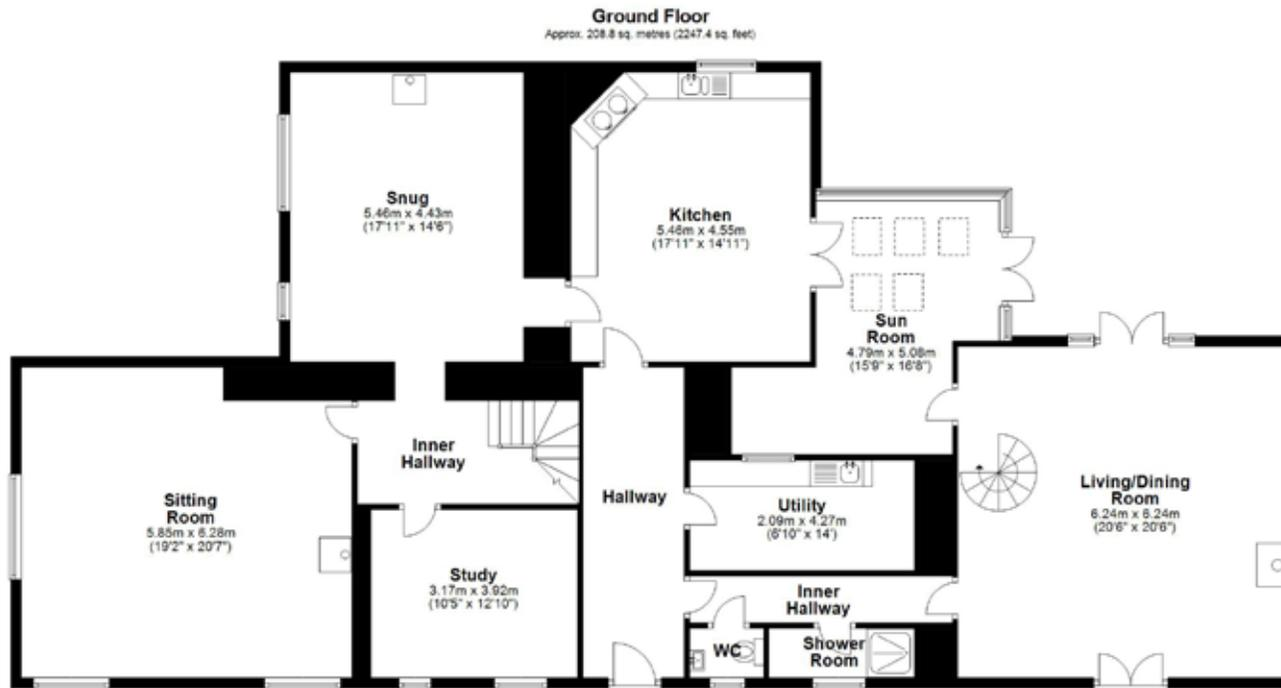 Ground Floor
Approx. 208.8 sq. metres (2247.4 sq. feet)
Snug
5.46m x 4.43m
(17'11" x 14'6")
Kitchen
5.46m x 4.55m
(17'11" x 14'11")
Sun
Room
4.79m x 5.08m
(15'9" x 16'8")
Inner
Hallway
Sitting
Room
5.85m x 6.28m
(19'2" x 20'7")
Hallway
Utility
2.09m x 4.27m
(6'10" x 14')
Living/Dining
Room
6.24m x 6.24m
(20'6" x 20'6")
Study
3.17m x 3.92m
(10'5" x 12'10")
Inner
Hallway
WC
Shower
Room